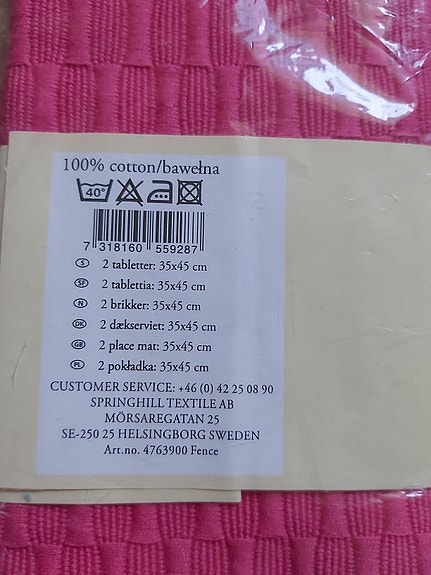 100% cotton/bawełna
40°
7 318160 559287
S 2 tabletter: 35x45 cm
SF 2 tablettia: 35x45 cm
N 2 brikker: 35x45 cm
DK 2 dækserviet: 35x45 cm
GB 2 place mat: 35x45 cm
PL 2 pokładka: 35x45 cm
CUSTOMER SERVICE: +46 (0) 42 25 08 90
SPRINGHILL TEXTILE AB
MÖRSAREGATAN 25
SE-250 25 HELSINGBORG SWEDEN
Art.no. 4763900 Fence